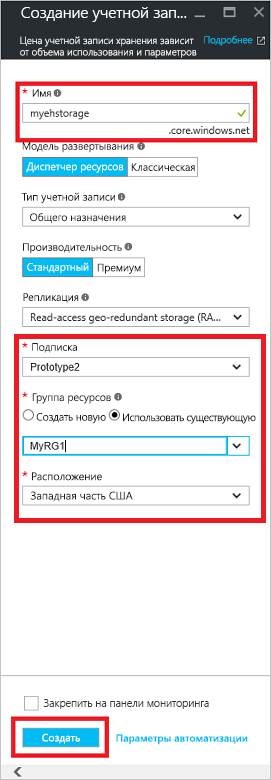 Создание учетной зап...
Цена учетной записи хранения зависит
от объема использования и параметров
Подробнее
* Имя
myehstorage
.core.windows.net
Модель развертывания
Диспетчер ресурсов Классическая
Тип учетной записи
Общего назначения
Производительность
Стандартный Премиум
Репликация
Read-access geo-redundant storage (RA...
* Подписка
Prototype2
* Группа ресурсов
Создать новую Использовать существующую
MyRG1
* Расположение
Западная часть США
Закрепить на панели мониторинга
Создать Параметры автоматизации